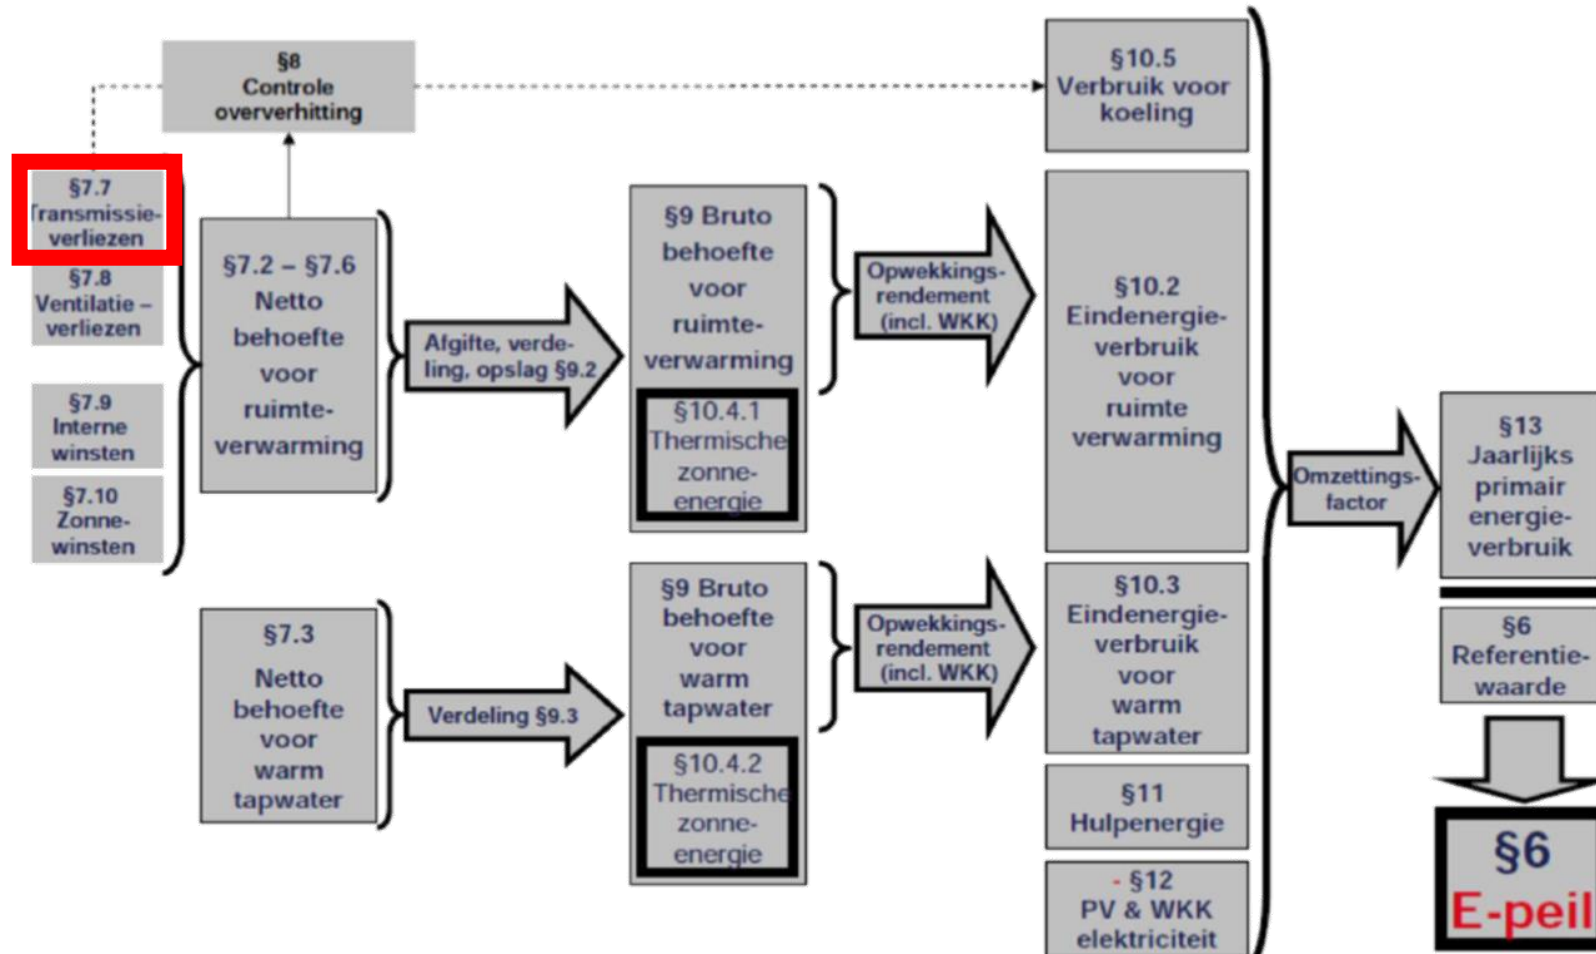 §8
Controle
oververhitting
§7.7
Transmissie-
verliezen
§7.8
Ventilatie –
verliezen
§7.9
Interne
winsten
§7.10
Zonne-
winsten
§7.2 – §7.6
Netto
behoefte
voor
ruimte-
verwarming
Afgifte, verde-
ling, opslag §9.2
§9 Bruto
behoefte
voor
ruimte-
verwarming
§10.4.1
Thermische
zonne-
energie
Opwekkings-
rendement
(incl. WKK)
§10.5
Verbruik voor
koeling
§10.2
Eindenergie-
verbruik
voor
ruimte
verwarming
§7.3
Netto
behoefte
voor
warm
tapwater
Verdeling §9.3
§9 Bruto
behoefte
voor
warm
tapwater
§10.4.2
Thermische
zonne-
energie
Opwekkings-
rendement
(incl. WKK)
§10.3
Eindenergie-
verbruik
voor
warm
tapwater
§11
Hulpenergie
- §12
PV & WKK
elektriciteit
Omzettings-
factor
§13
Jaarlijks
primair
energie-
verbruik
§6
Referentie-
waarde
§6
E-peil